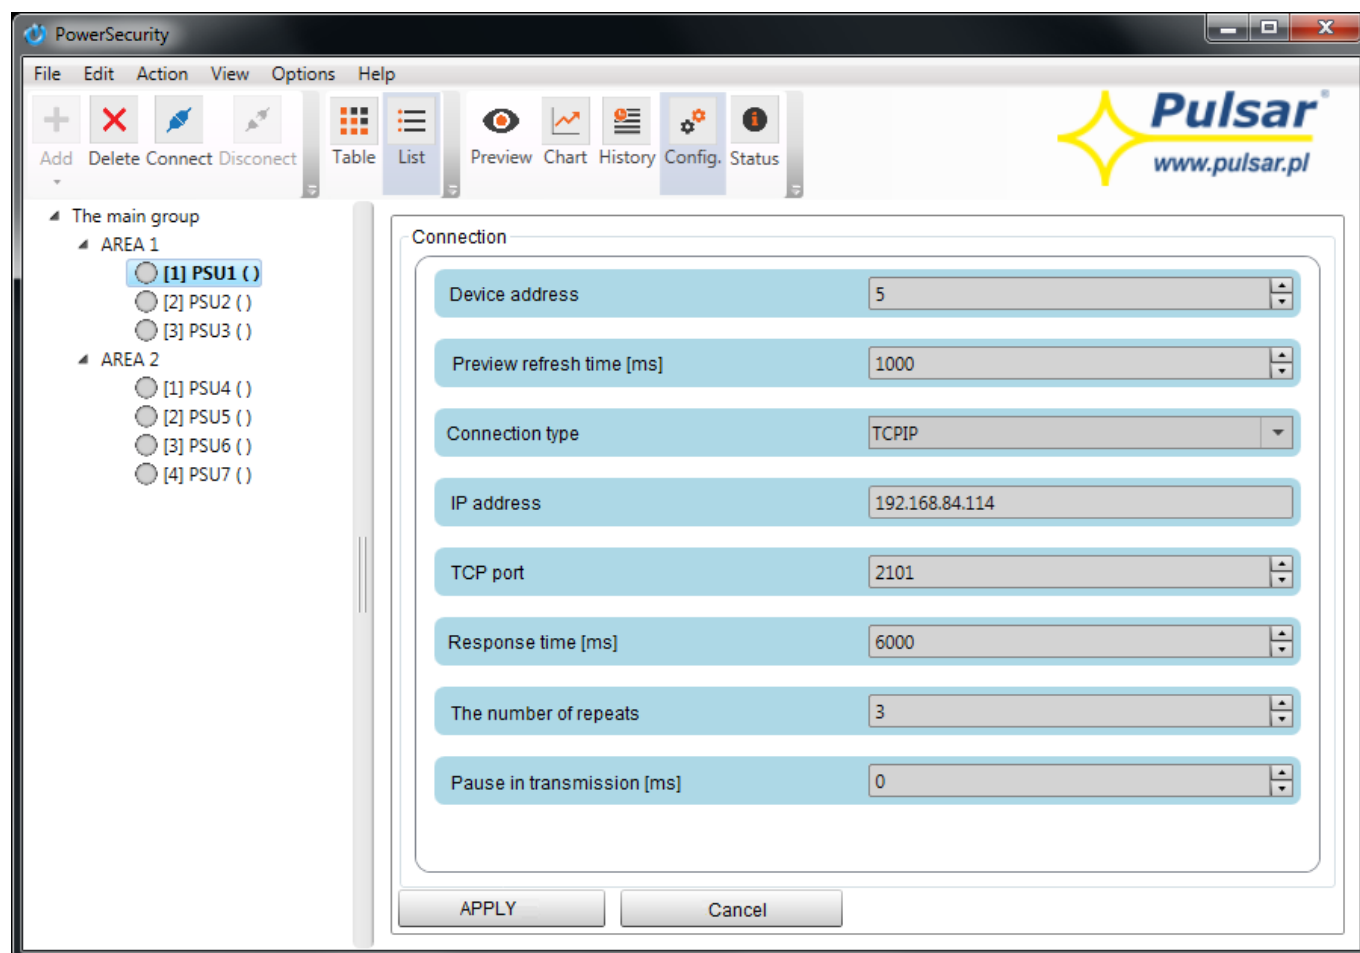 PowerSecurity
File Edit Action View Options Help
Add Delete Connect Disconect Table List Preview Chart History Config. Status
Pulsar®
www.pulsar.pl
The main group
AREA 1
[1] PSU1 ( )
[2] PSU2 ( )
[3] PSU3 ( )
AREA 2
[1] PSU4 ( )
[2] PSU5 ( )
[3] PSU6 ( )
[4] PSU7 ( )
Connection
Device address 5
Preview refresh time [ms] 1000
Connection type TCPIP
IP address 192.168.84.114
TCP port 2101
Response time [ms] 6000
The number of repeats 3
Pause in transmission [ms] 0
APPLY Cancel